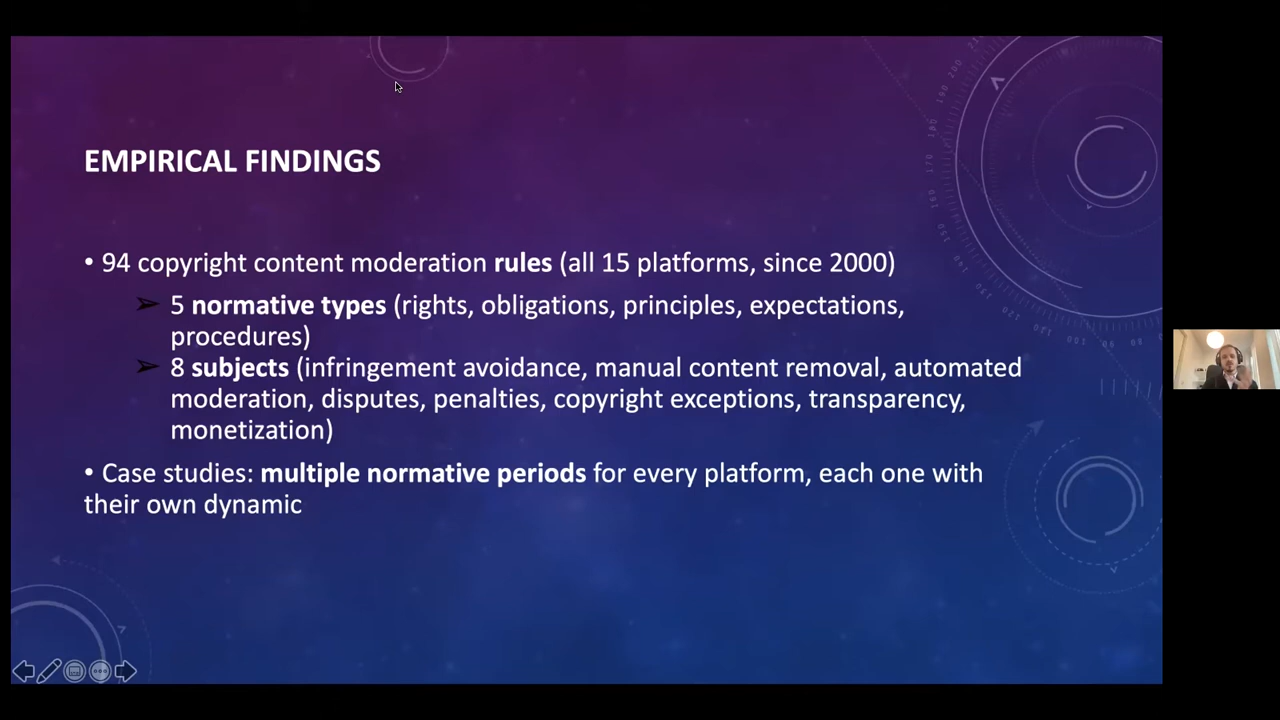 EMPIRICAL FINDINGS
• 94 copyright content moderation rules (all 15 platforms, since 2000)
➢ 5 normative types (rights, obligations, principles, expectations,
procedures)
➢ 8 subjects (infringement avoidance, manual content removal, automated
moderation, disputes, penalties, copyright exceptions, transparency,
monetization)
• Case studies: multiple normative periods for every platform, each one with
their own dynamic